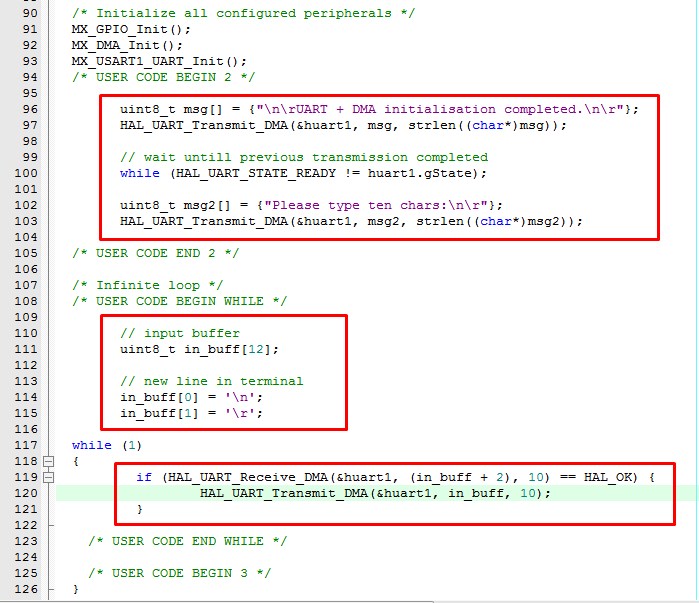 90 /* Initialize all configured peripherals */
91 MX_GPIO_Init();
92 MX_DMA_Init();
93 MX_USART1_UART_Init();
94 /* USER CODE BEGIN 2 */
95
96 uint8_t msg[] = {"\n\rUART + DMA initialisation completed.\n\r"};
97 HAL_UART_Transmit_DMA(&huart1, msg, strlen((char*)msg));
98
99 // wait untill previous transmission completed
100 while (HAL_UART_STATE_READY != huart1.gState);
101
102 uint8_t msg2[] = {"Please type ten chars:\n\r"};
103 HAL_UART_Transmit_DMA(&huart1, msg2, strlen((char*)msg2));
104
105 /* USER CODE END 2 */
106
107 /* Infinite loop */
108 /* USER CODE BEGIN WHILE */
109
110 // input buffer
111 uint8_t in_buff[12];
112
113 // new line in terminal
114 in_buff[0] = '\n';
115 in_buff[1] = '\r';
116
117 while (1)
118 {
119 if (HAL_UART_Receive_DMA(&huart1, (in_buff + 2), 10) == HAL_OK) {
120 HAL_UART_Transmit_DMA(&huart1, in_buff, 10);
121 }
122
123 /* USER CODE END WHILE */
124
125 /* USER CODE BEGIN 3 */
126 }